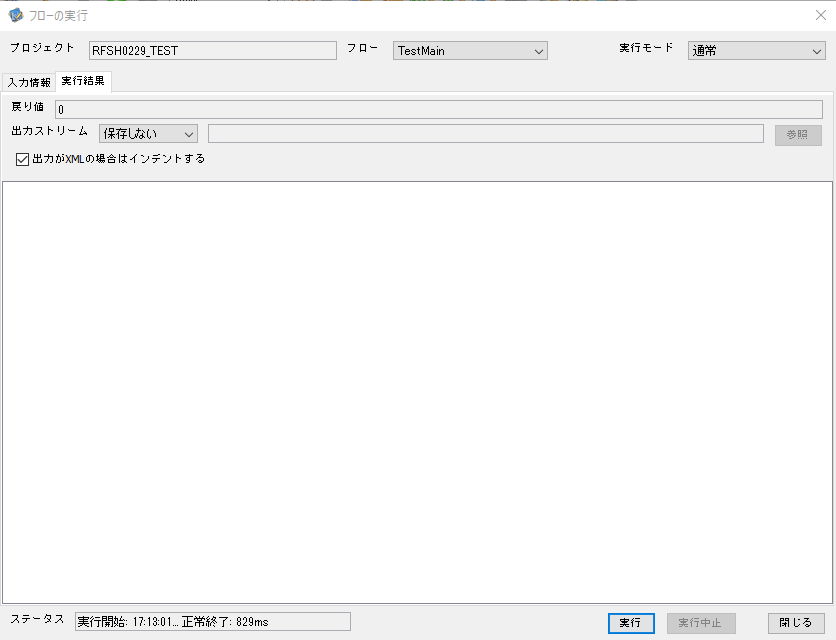 フローの実行
プロジェクト RFSH0229_TEST フロー TestMain 実行モード 通常
入力情報 実行結果
戻り値 0
出力ストリーム 保存しない 参照
出力がXMLの場合はインデントする
ステータス 実行開始: 17:13:01... 正常終了: 829ms 実行 実行中止 閉じる